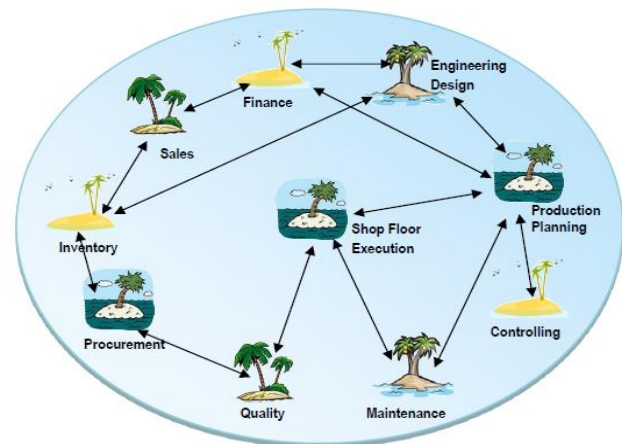 Engineering
Design
Finance
Sales
Production
Planning
Shop Floor
Execution
Inventory
Controlling
Procurement
Quality
Maintenance